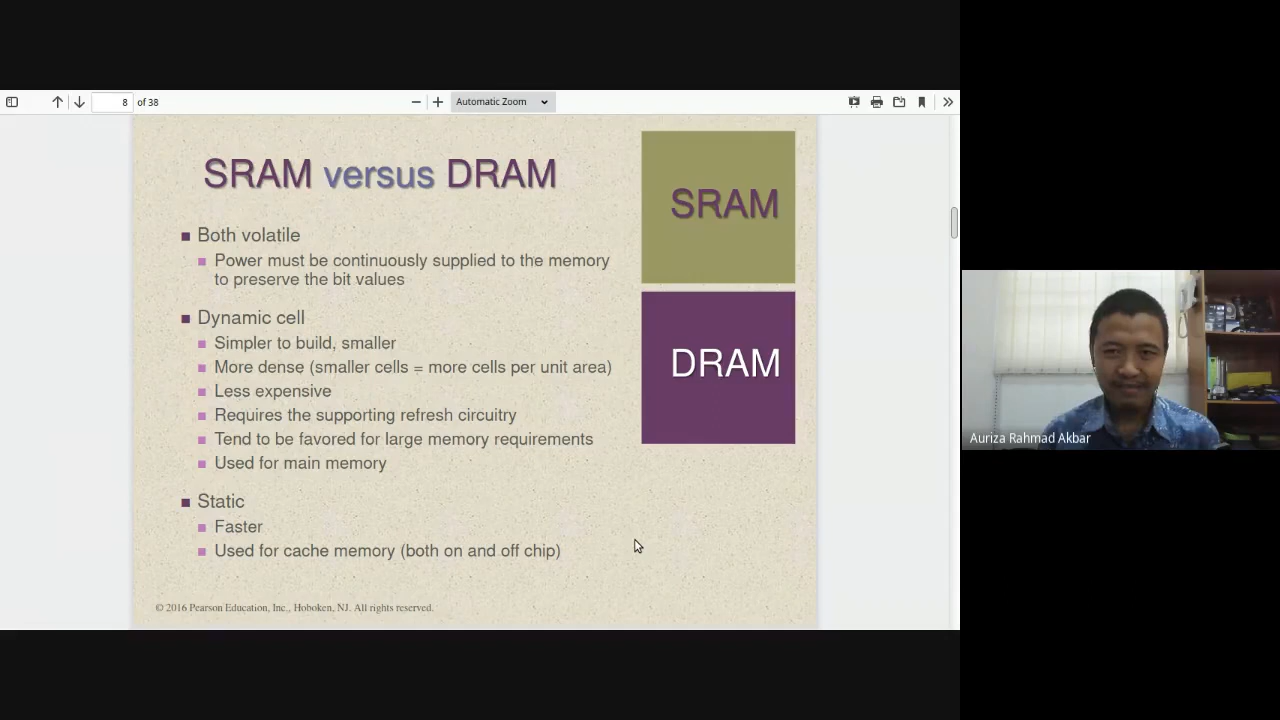 8 of 38
Automatic Zoom
SRAM versus DRAM
Both volatile
Power must be continuously supplied to the memory
to preserve the bit values
Dynamic cell
Simpler to build, smaller
More dense (smaller cells = more cells per unit area)
Less expensive
Requires the supporting refresh circuitry
Tend to be favored for large memory requirements
Used for main memory
Static
Faster
Used for cache memory (both on and off chip)
© 2016 Pearson Education, Inc., Hoboken, NJ. All rights reserved.
SRAM
DRAM
Auriza Rahmad Akbar